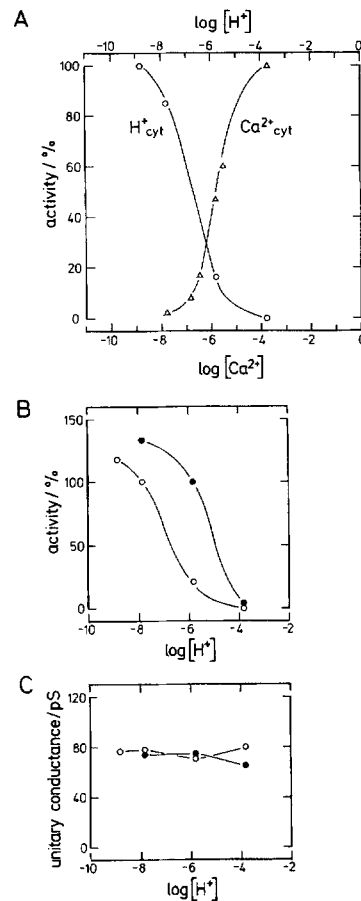 A
log [H⁺]
-10 -8 -6 -4 -2 0
100
80
60
40
20
0
activity / %
H⁺cyt
Ca²⁺cyt
-10 -8 -6 -4 -2 0
log [Ca²⁺]
B
150
100
50
0
activity / %
-10 -8 -6 -4 -2
log [H⁺]
C
120
80
40
0
unitary conductance/pS
-10 -8 -6 -4 -2
log [H⁺]